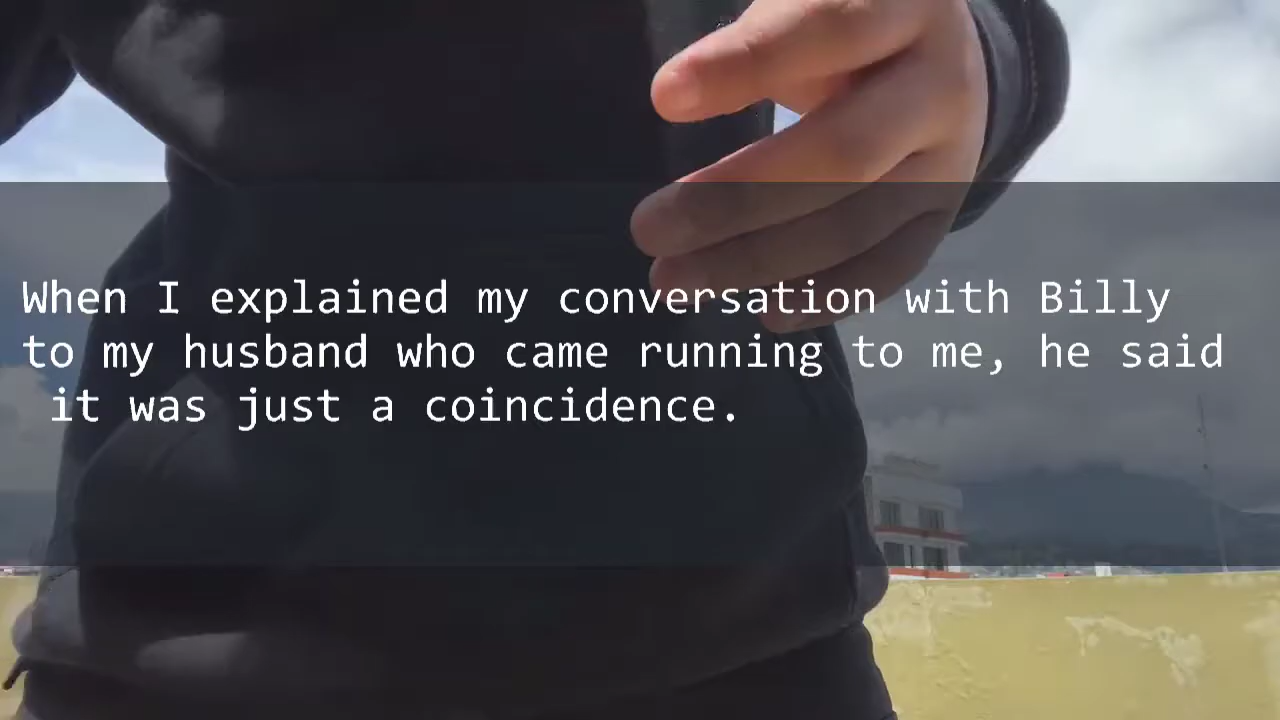 When I explained my conversation with Billy
to my husband who came running to me, he said
it was just a coincidence.